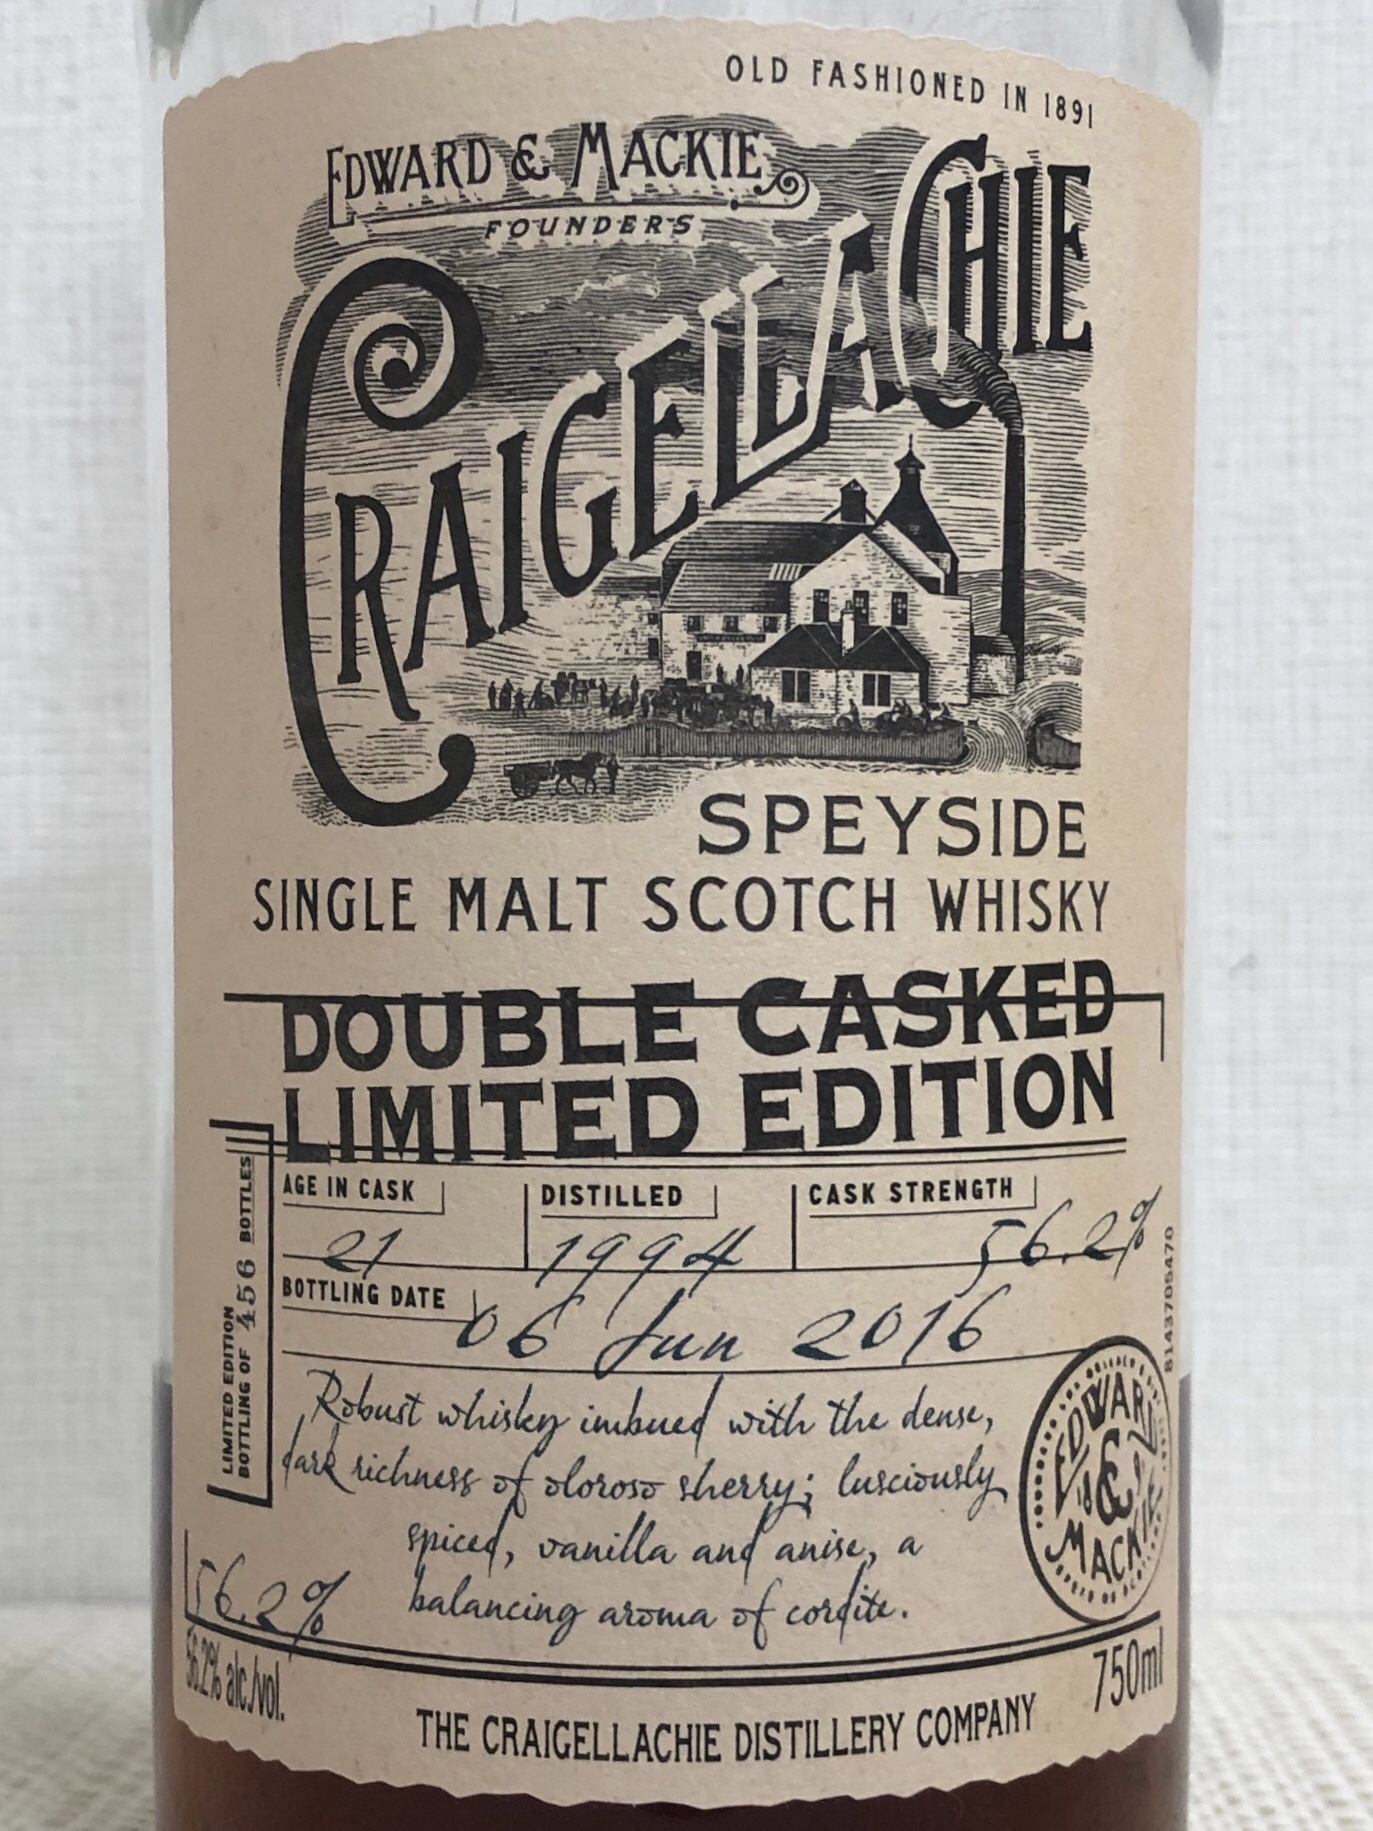 OLD FASHIONED IN 1891
EDWARD & MACKIE
FOUNDERS
CRAIGELLACHIE
SPEYSIDE
SINGLE MALT SCOTCH WHISKY
DOUBLE CASKED
LIMITED EDITION
LIMITED EDITION
BOTTLING OF 456 BOTTLES
AGE IN CASK
21
DISTILLED
1994
CASK STRENGTH
56.2%
BOTTLING DATE
06 Jun 2016
8143705470
Robust whisky imbued with the dense,
dark richness of oloroso sherry; lusciously
spiced, vanilla and anise, a
balancing aroma of cordite.
EDWARD
18 & 91
MACKIE
56.2%
56.2% alc./vol.
750ml
THE CRAIGELLACHIE DISTILLERY COMPANY